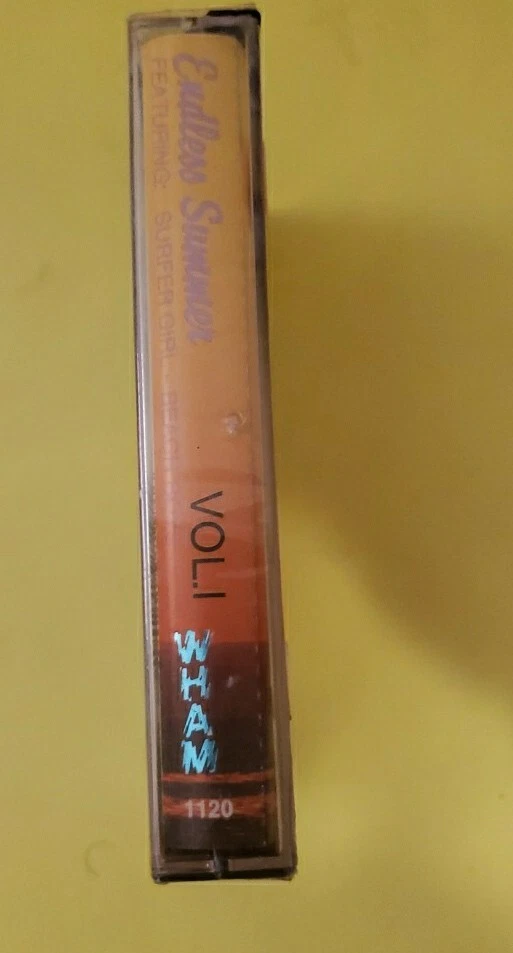 Endless Summer
FEATURING: SURFER GIRL
VOL.I
WHAM
1120